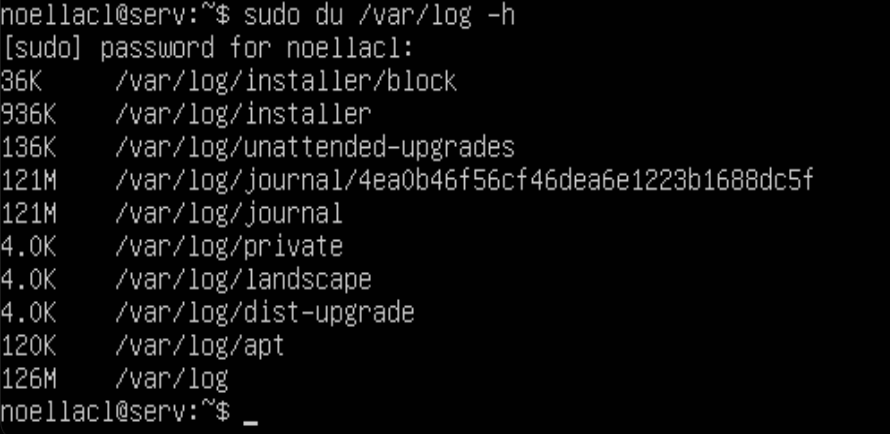 noellacl@serv:~$ sudo du /var/log -h
[sudo] password for noellacl:
36K /var/log/installer/block
936K /var/log/installer
136K /var/log/unattended-upgrades
121M /var/log/journal/4ea0b46f56cf46dea6e1223b1688dc5f
121M /var/log/journal
4.0K /var/log/private
4.0K /var/log/landscape
4.0K /var/log/dist-upgrade
120K /var/log/apt
126M /var/log
noellacl@serv:~$ _